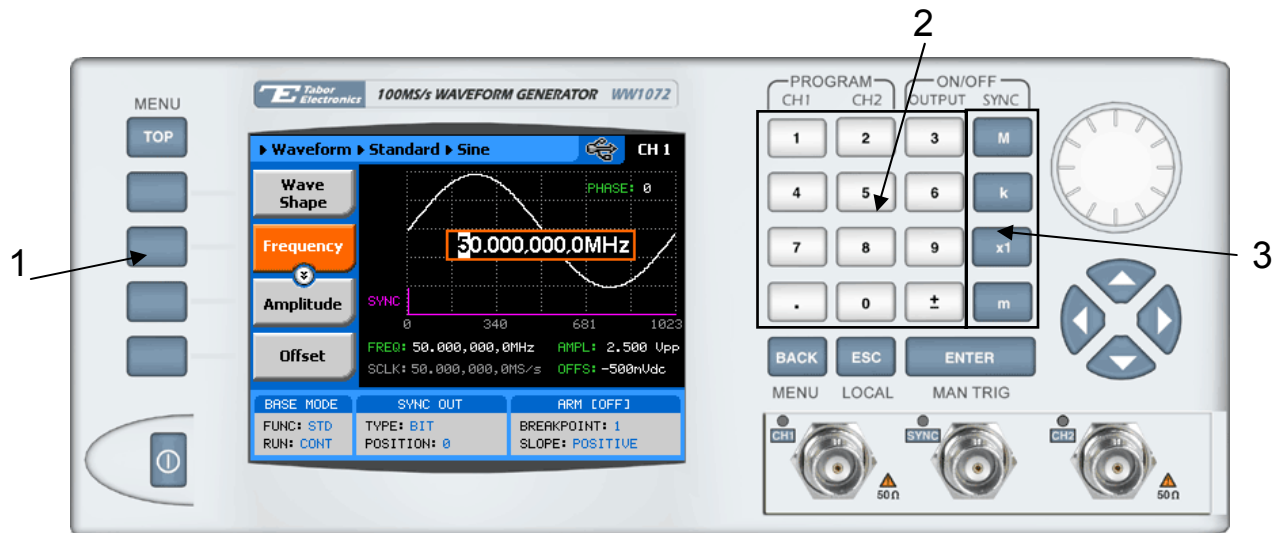 2
1
3
MENU
TOP
Tabor Electronics 100MS/s WAVEFORM GENERATOR WW1072
Waveform Standard Sine CH 1
Wave Shape
Frequency
Amplitude
Offset
PHASE: 0
50.000,000,0MHz
SYNC
0 340 681 1023
FREQ: 50.000,000,0MHz AMPL: 2.500 Vpp
SCLK: 50.000,000,0MS/s OFFS: -500mVdc
BASE MODE SYNC OUT ARM [OFF]
FUNC: STD TYPE: BIT BREAKPOINT: 1
RUN: CONT POSITION: 0 SLOPE: POSITIVE
PROGRAM ON/OFF
CH1 CH2 OUTPUT SYNC
1 2 3 M
4 5 6 k
7 8 9 x1
. 0 ± m
BACK ESC ENTER
MENU LOCAL MAN TRIG
CH1 SYNC CH2
50Ω 50Ω